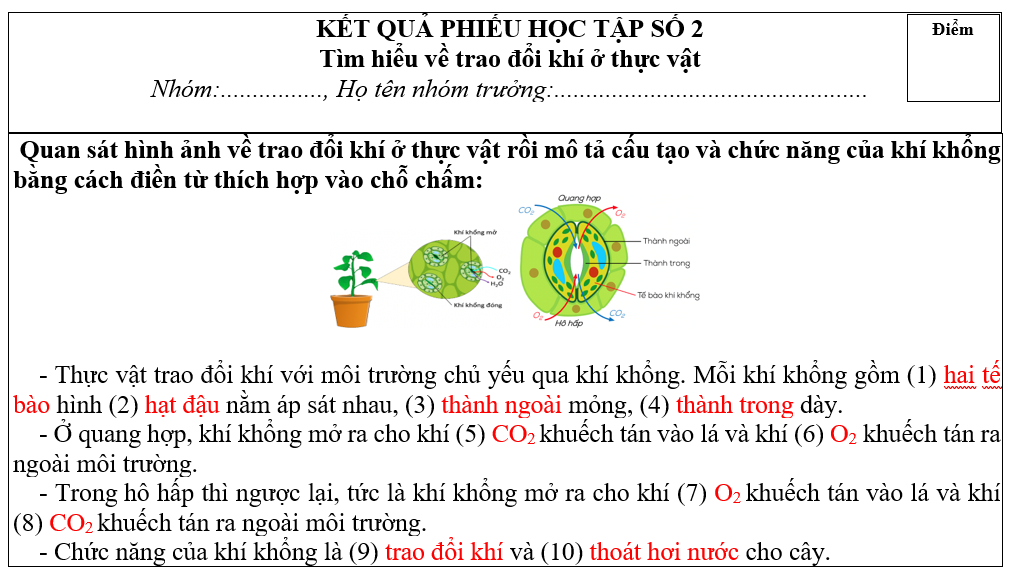 KẾT QUẢ PHIẾU HỌC TẬP SỐ 2
Tìm hiểu về trao đổi khí ở thực vật
Nhóm:................, Họ tên nhóm trưởng:.................................................
Điểm
Quan sát hình ảnh về trao đổi khí ở thực vật rồi mô tả cấu tạo và chức năng của khí khổng
bằng cách điền từ thích hợp vào chỗ chấm:
Khí khổng mở
CO₂
O₂
H₂O
Khí khổng đóng
Quang hợp
CO₂
O₂
Thành ngoài
Thành trong
Tế bào khí khổng
O₂
CO₂
Hô hấp
- Thực vật trao đổi khí với môi trường chủ yếu qua khí khổng. Mỗi khí khổng gồm (1) hai tế
bào hình (2) hạt đậu nằm áp sát nhau, (3) thành ngoài mỏng, (4) thành trong dày.
- Ở quang hợp, khí khổng mở ra cho khí (5) CO₂ khuếch tán vào lá và khí (6) O₂ khuếch tán ra
ngoài môi trường.
- Trong hô hấp thì ngược lại, tức là khí khổng mở ra cho khí (7) O₂ khuếch tán vào lá và khí
(8) CO₂ khuếch tán ra ngoài môi trường.
- Chức năng của khí khổng là (9) trao đổi khí và (10) thoát hơi nước cho cây.